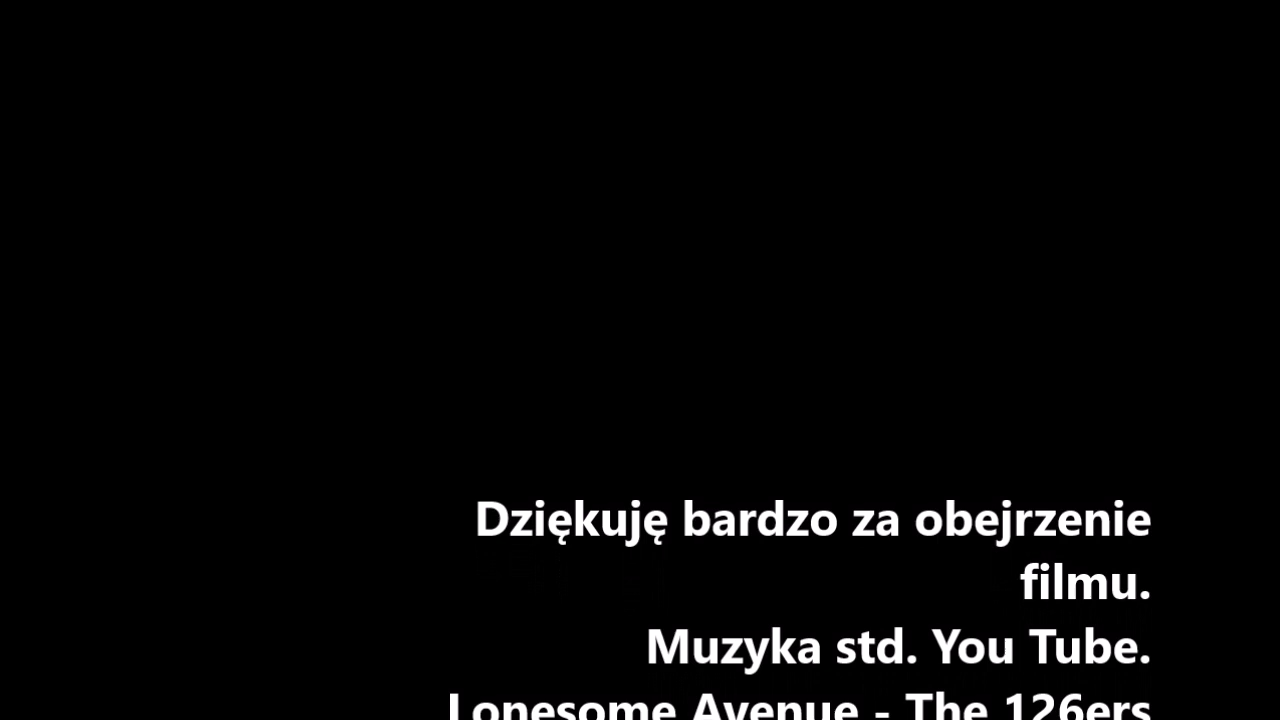 Dziękuję bardzo za obejrzenie
filmu.
Muzyka std. You Tube.
Lonesome Avenue - The 126ers